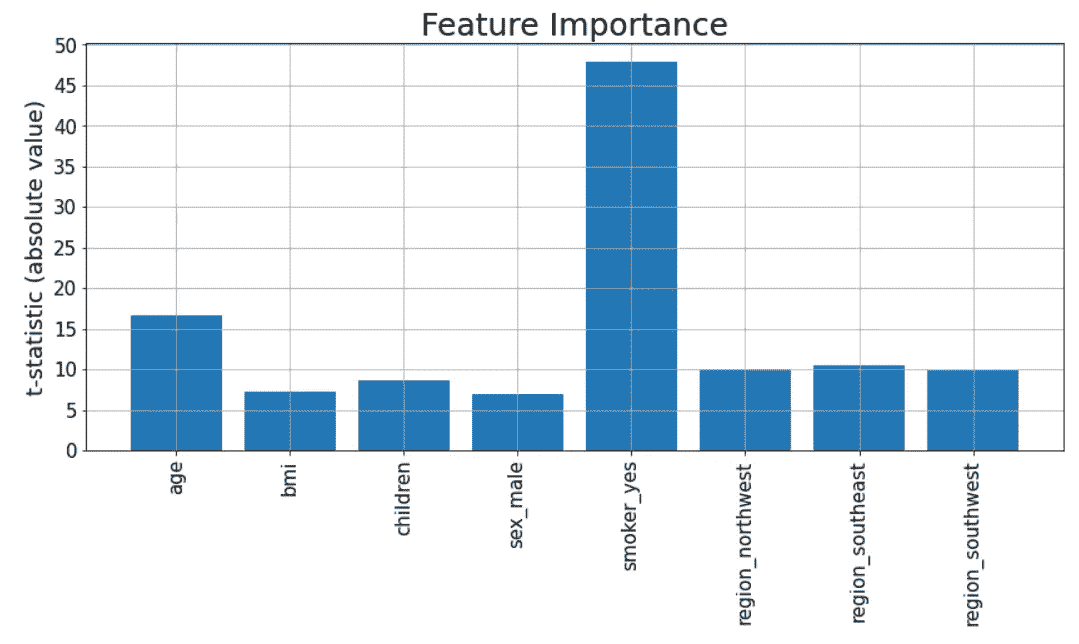 Feature Importance
t-statistic (absolute value)
50
45
40
35
30
25
20
15
10
5
0
age
bmi
children
sex_male
smoker_yes
region_northwest
region_southeast
region_southwest